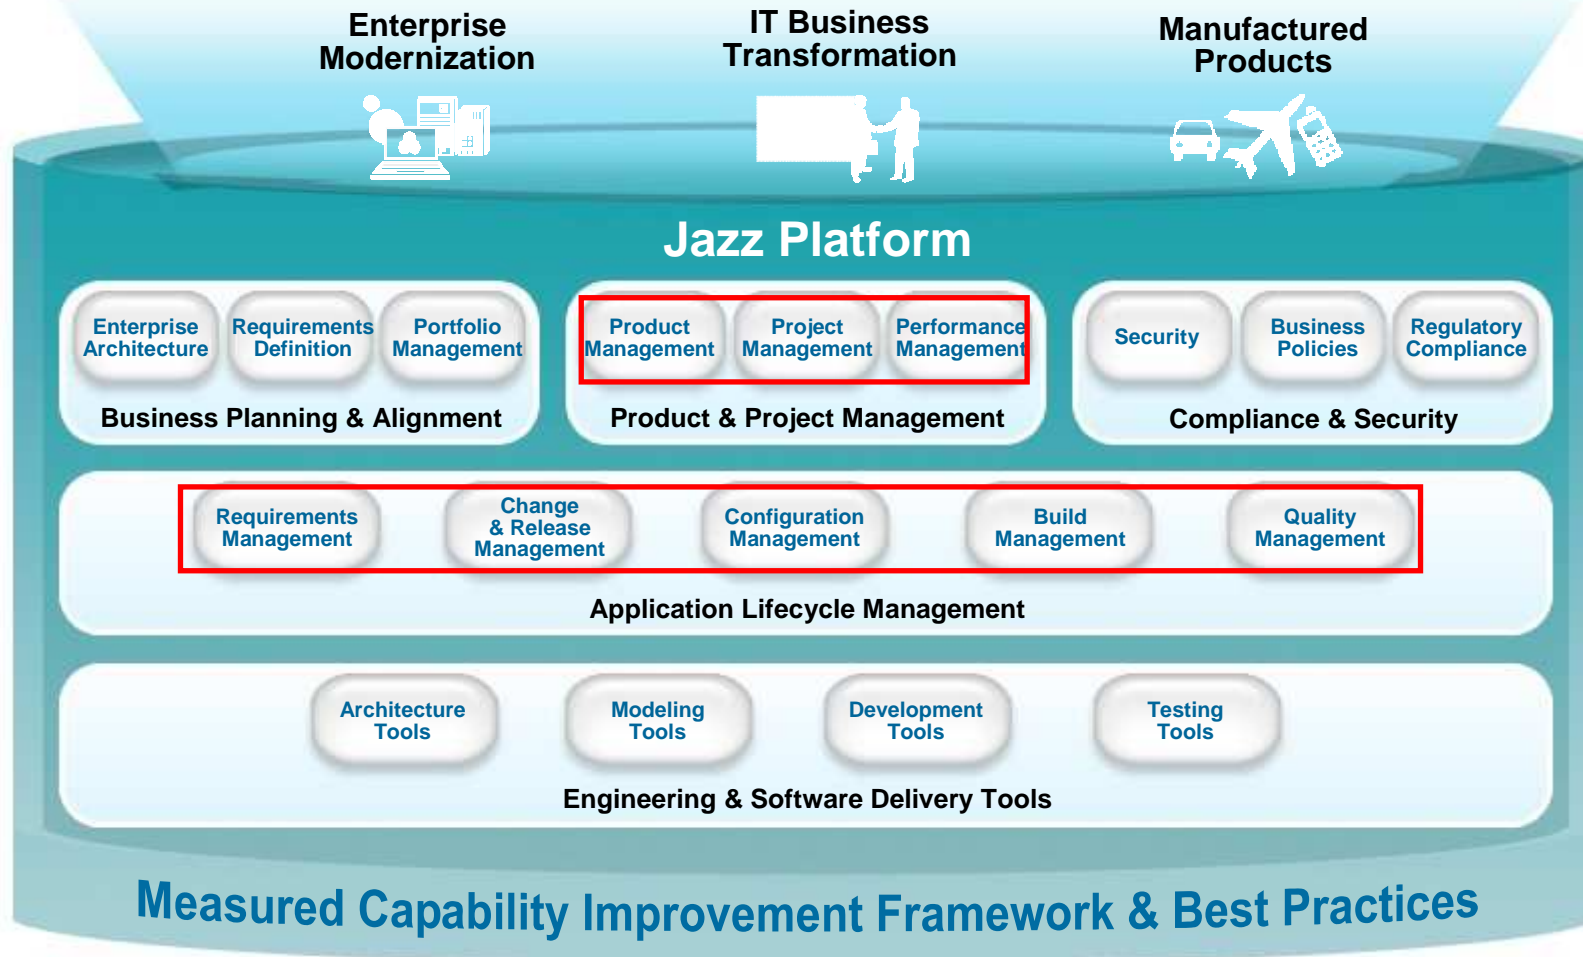 Enterprise
Modernization
IT Business
Transformation
Manufactured
Products
Jazz Platform
Enterprise
Architecture
Requirements
Definition
Portfolio
Management
Business Planning & Alignment
Product
Management
Project
Management
Performance
Management
Product & Project Management
Security
Business
Policies
Regulatory
Compliance
Compliance & Security
Requirements
Management
Change
& Release
Management
Configuration
Management
Build
Management
Quality
Management
Application Lifecycle Management
Architecture
Tools
Modeling
Tools
Development
Tools
Testing
Tools
Engineering & Software Delivery Tools
Measured Capability Improvement Framework & Best Practices